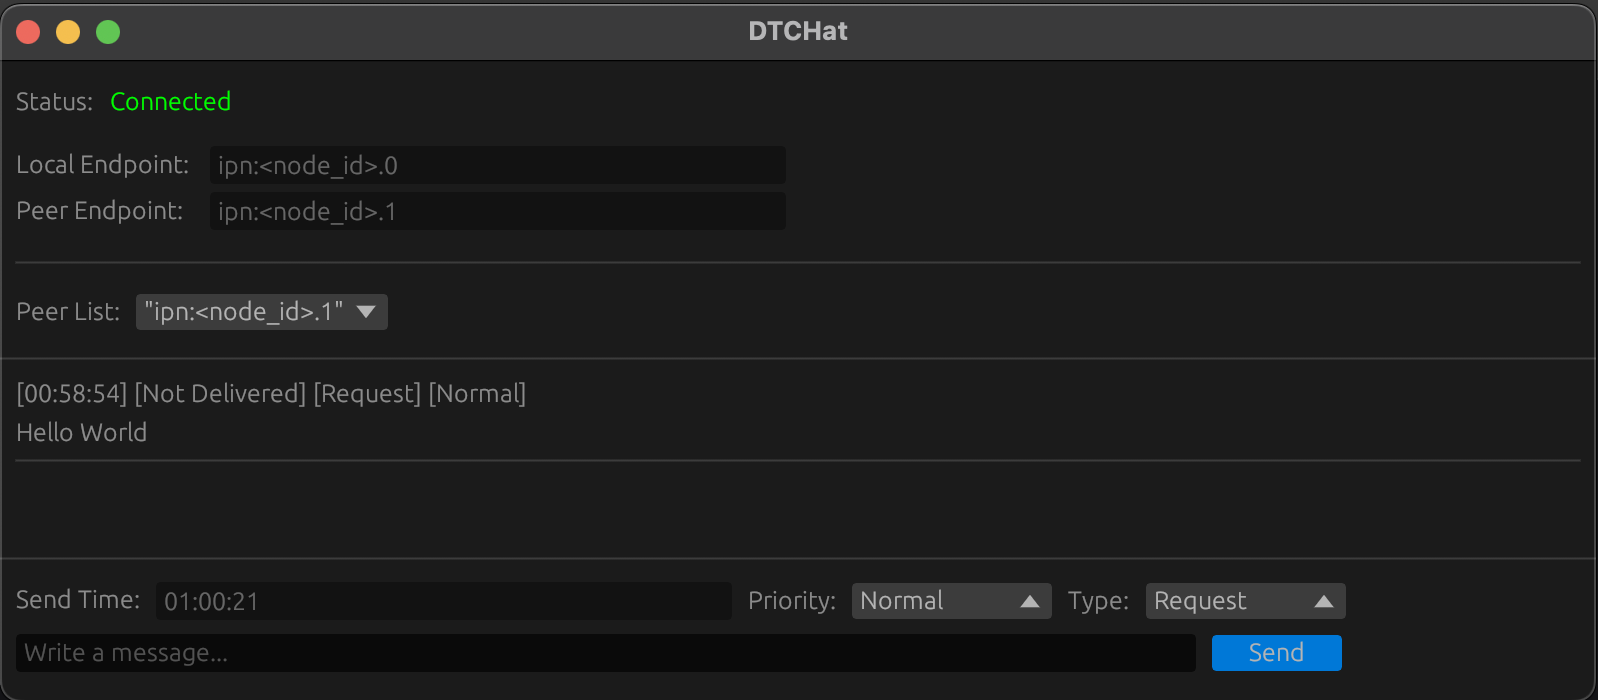 DTCHat
Status: Connected
Local Endpoint: ipn:<node_id>.0
Peer Endpoint: ipn:<node_id>.1
Peer List: "ipn:<node_id>.1"
[00:58:54] [Not Delivered] [Request] [Normal]
Hello World
Send Time: 01:00:21 Priority: Normal Type: Request
Write a message... Send